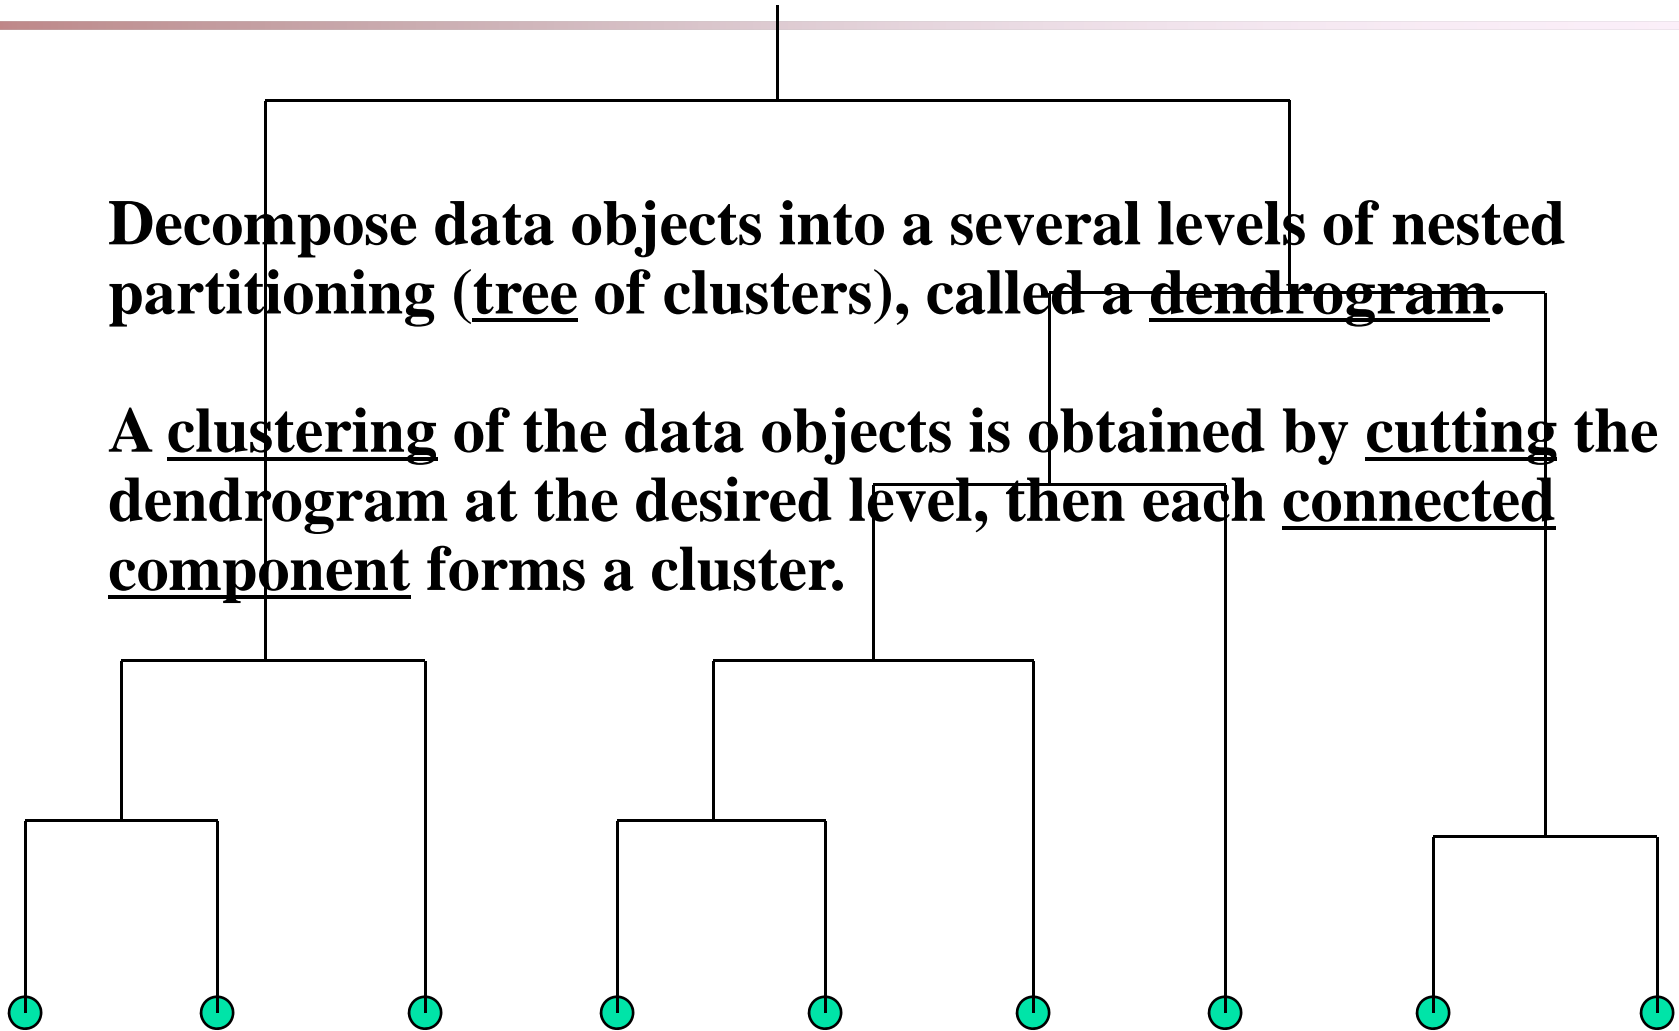 Decompose data objects into a several levels of nested
partitioning (tree of clusters), called a dendrogram.
A clustering of the data objects is obtained by cutting the
dendrogram at the desired level, then each connected
component forms a cluster.